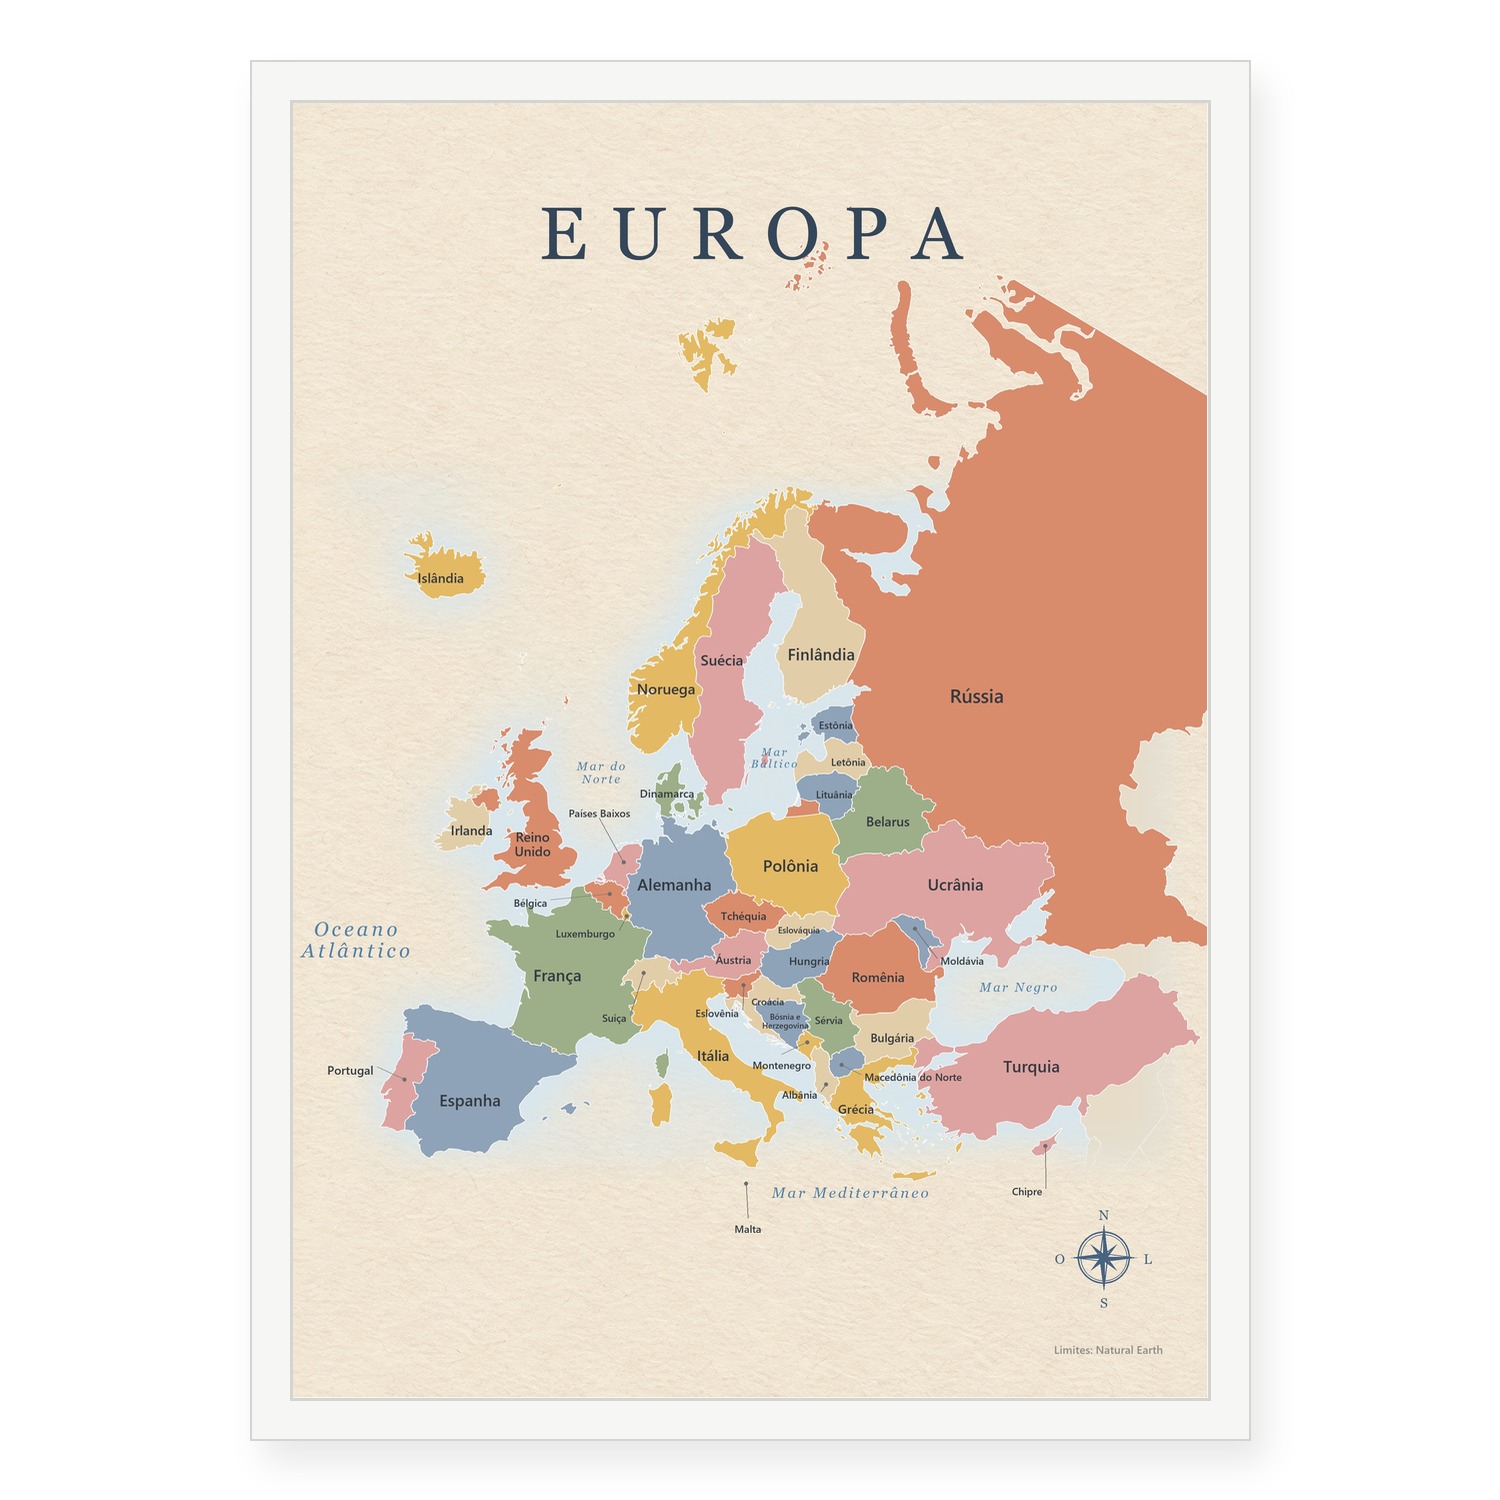 EUROPA
Islândia
Finlândia
Suécia
Noruega
Rússia
Estônia
Mar
Báltico
Letônia
Mar do
Norte
Dinamarca
Lituânia
Países Baixos
Belarus
Irlanda
Reino
Unido
Polônia
Alemanha
Ucrânia
Bélgica
Tchéquia
Oceano
Atlântico
Luxemburgo
Eslováquia
Áustria
Hungria
Moldávia
França
Romênia
Mar Negro
Croácia
Suíça
Eslovênia
Bósnia e
Herzegovina
Sérvia
Bulgária
Itália
Montenegro
Turquia
Portugal
Macedônia do Norte
Albânia
Espanha
Grécia
Mar Mediterrâneo
Chipre
Malta
N
O
L
S
Limites: Natural Earth